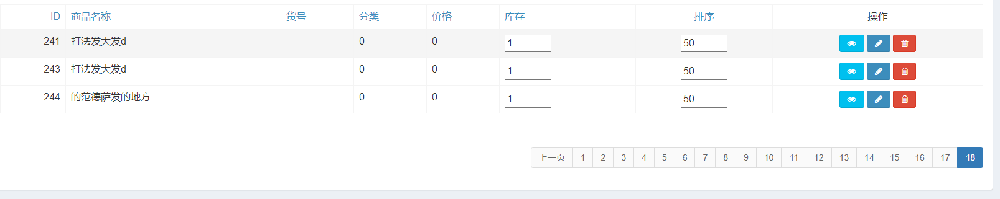 ID 商品名称 货号 分类 价格 库存 排序 操作
241 打法发大发d 0 0 1 50
243 打法发大发d 0 0 1 50
244 的范德萨发的地方 0 0 1 50
上一页 1 2 3 4 5 6 7 8 9 10 11 12 13 14 15 16 17 18